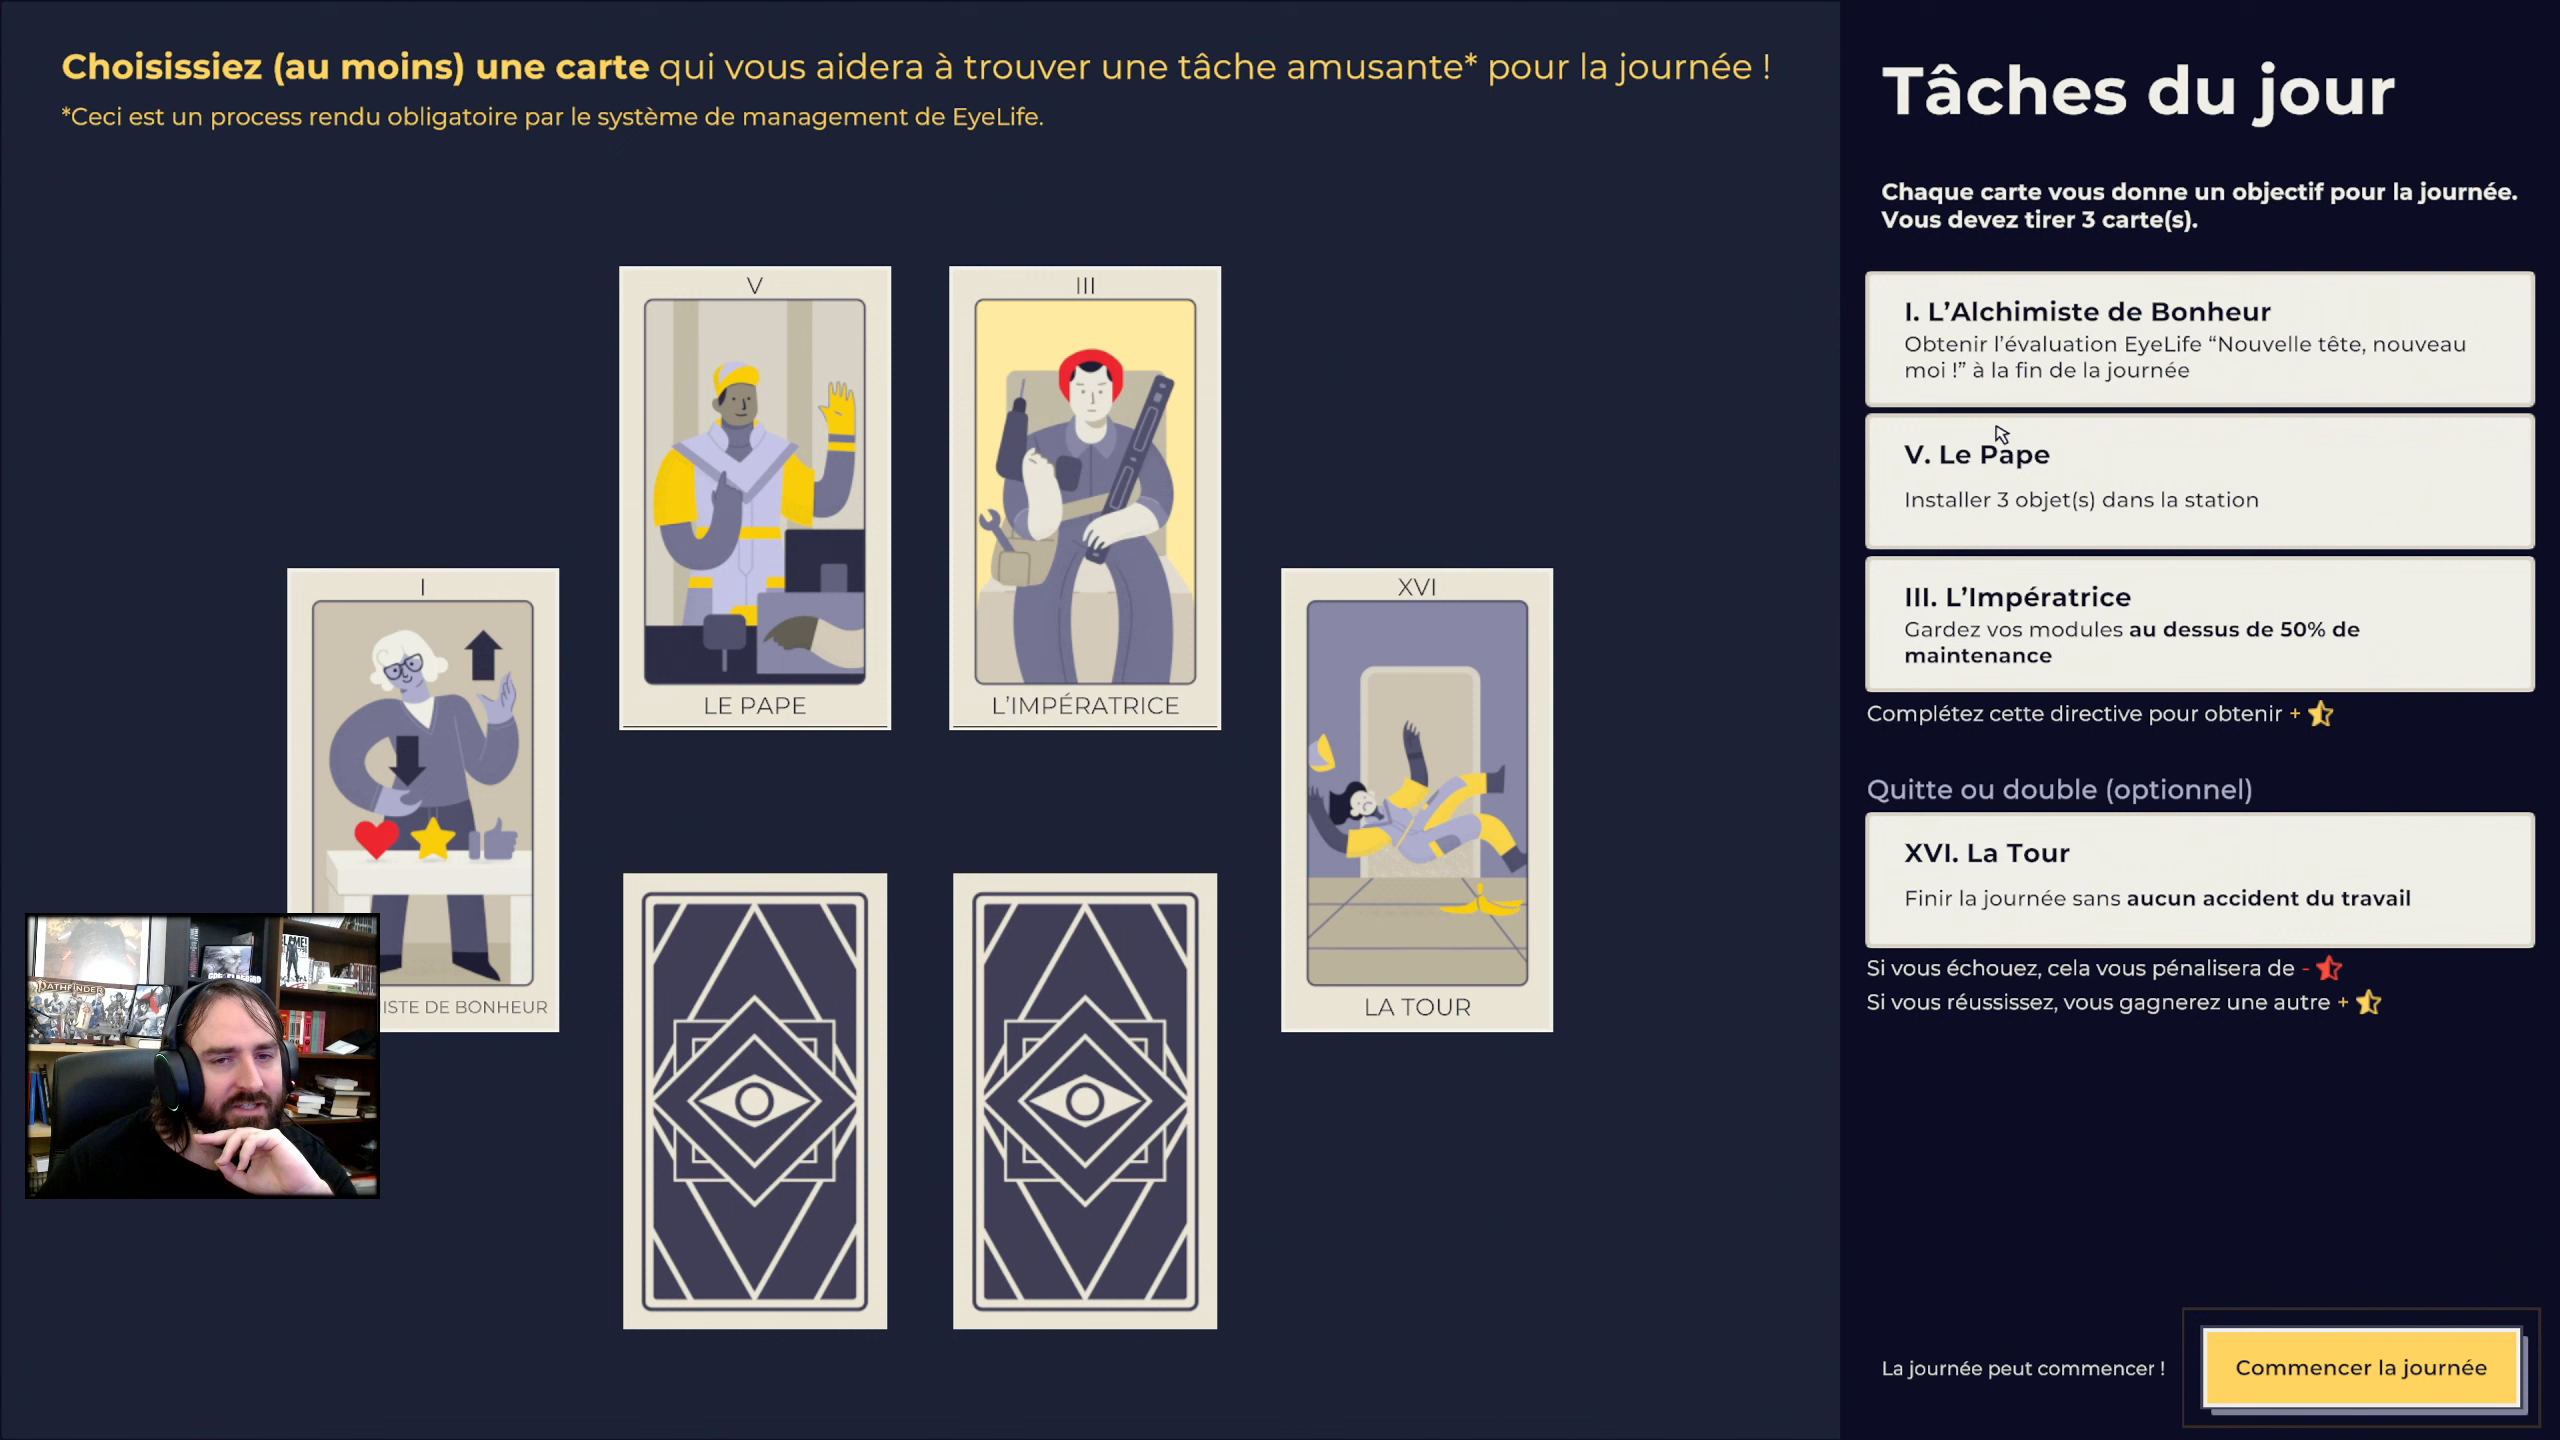 Choisissiez (au moins) une carte qui vous aidera à trouver une tâche amusante* pour la journée !
*Ceci est un process rendu obligatoire par le système de management de EyeLife.
V
LE PAPE
III
L'IMPÉRATRICE
I
ISTE DE BONHEUR
XVI
LA TOUR
PATHFINDER
Tâches du jour
Chaque carte vous donne un objectif pour la journée.
Vous devez tirer 3 carte(s).
I. L'Alchimiste de Bonheur
Obtenir l'évaluation EyeLife “Nouvelle tête, nouveau
moi !” à la fin de la journée
V. Le Pape
Installer 3 objet(s) dans la station
III. L'Impératrice
Gardez vos modules au dessus de 50% de
maintenance
Complétez cette directive pour obtenir +
Quitte ou double (optionnel)
XVI. La Tour
Finir la journée sans aucun accident du travail
Si vous échouez, cela vous pénalisera de -
Si vous réussissez, vous gagnerez une autre +
La journée peut commencer !
Commencer la journée